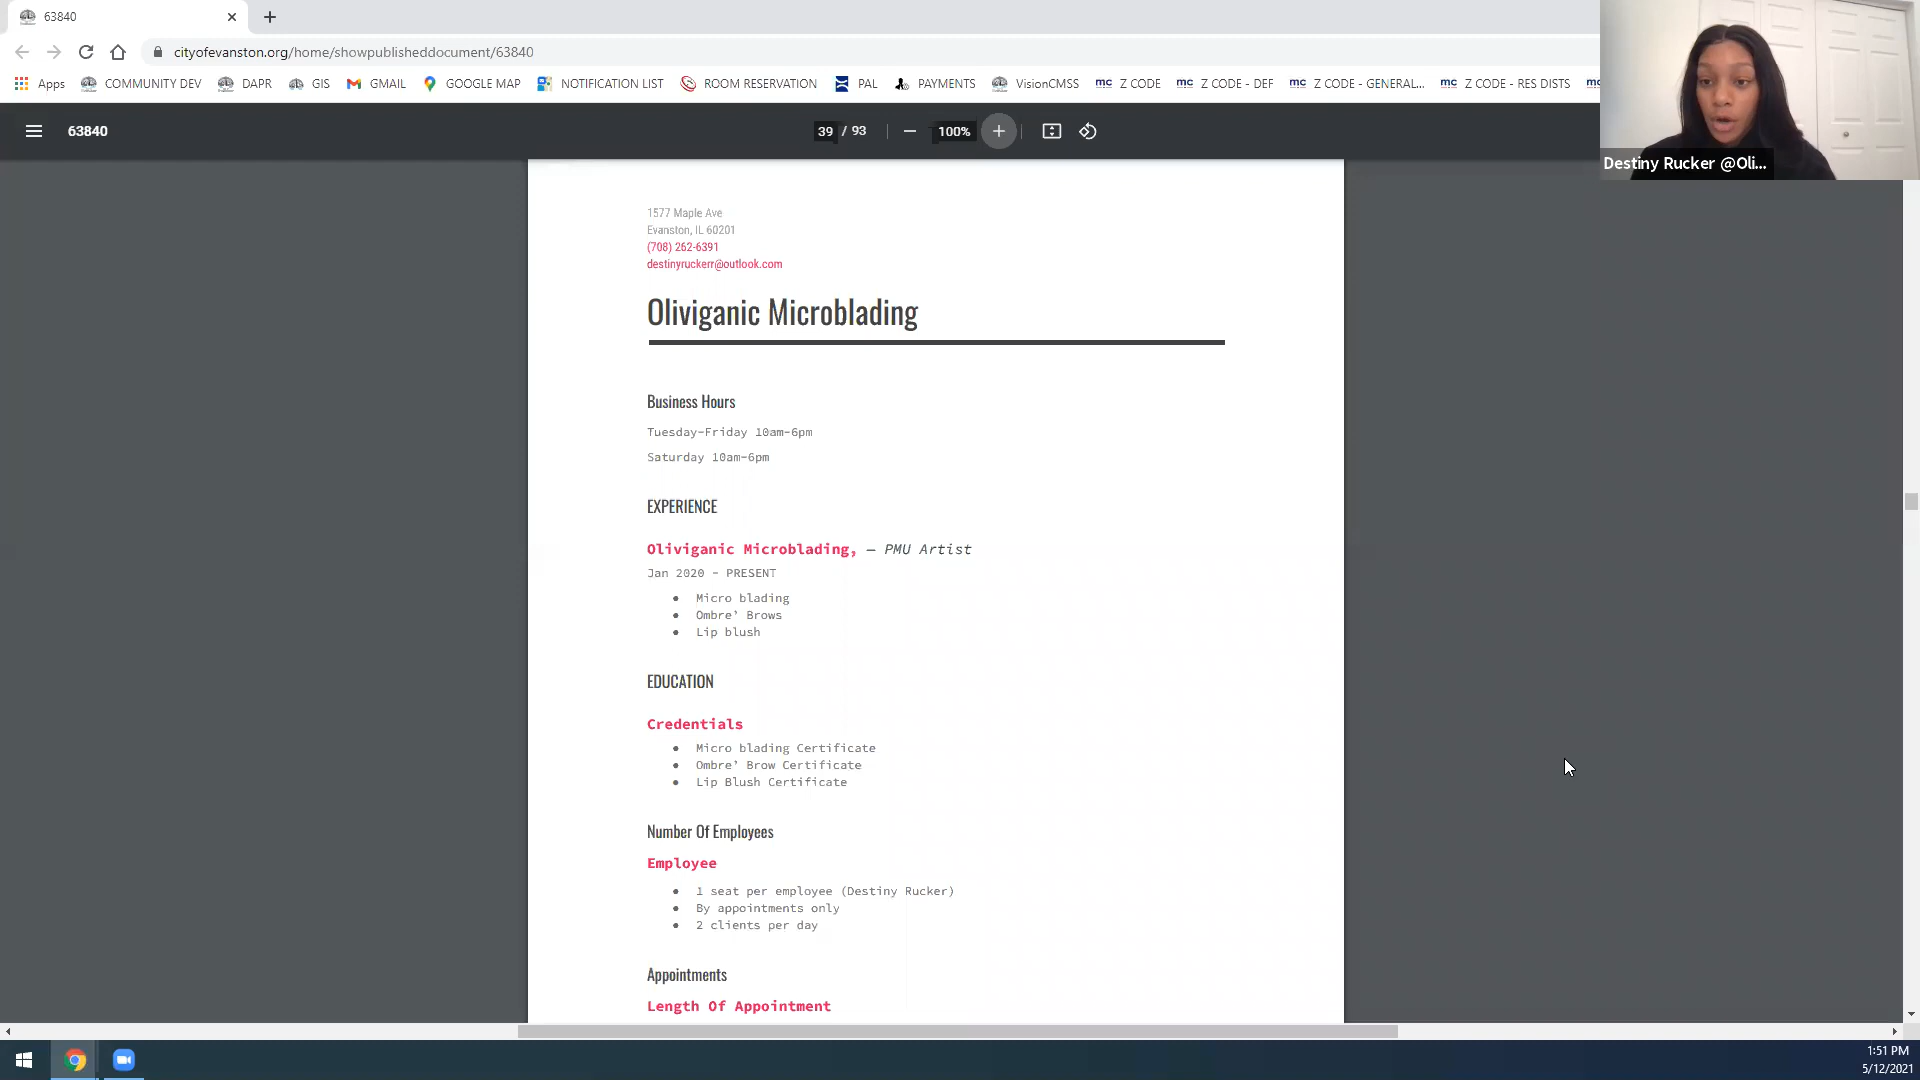 63840
cityofevanston.org/home/showpublisheddocument/63840
Apps COMMUNITY DEV DAPR GIS GMAIL GOOGLE MAP NOTIFICATION LIST ROOM RESERVATION PAL PAYMENTS VisionCMSS mc Z CODE mc Z CODE - DEF mc Z CODE - GENERAL... mc Z CODE - RES DISTS mc
63840 39 / 93 100%
Destiny Rucker @Oli...
1577 Maple Ave
Evanston, IL 60201
(708) 262-6391
destinyruckerr@outlook.com
Oliviganic Microblading
Business Hours
Tuesday-Friday 10am-6pm
Saturday 10am-6pm
EXPERIENCE
Oliviganic Microblading, — PMU Artist
Jan 2020 - PRESENT
● Micro blading
● Ombre’ Brows
● Lip blush
EDUCATION
Credentials
● Micro blading Certificate
● Ombre’ Brow Certificate
● Lip Blush Certificate
Number Of Employees
Employee
● 1 seat per employee (Destiny Rucker)
● By appointments only
● 2 clients per day
Appointments
Length Of Appointment
1:51 PM
5/12/2021